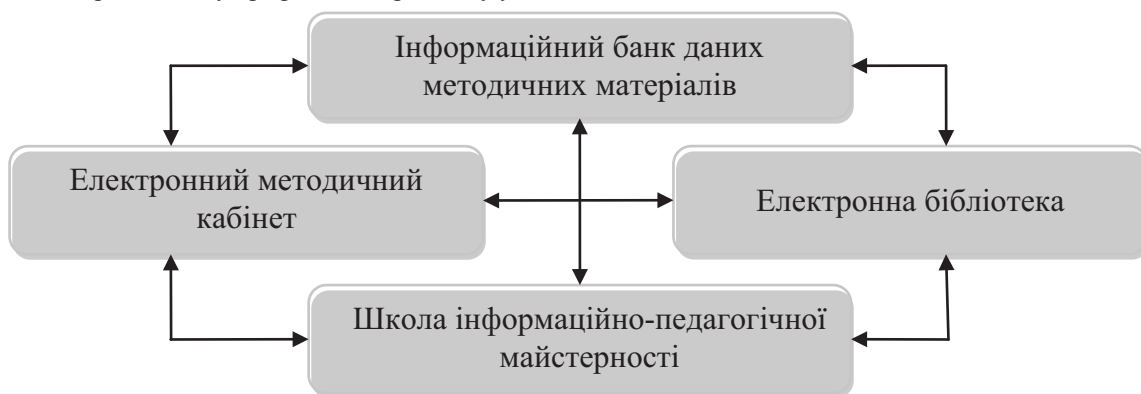 Інформаційний банк даних
методичних матеріалів
Електронний методичний
кабінет
Електронна бібліотека
Школа інформаційно-педагогічної
майстерності